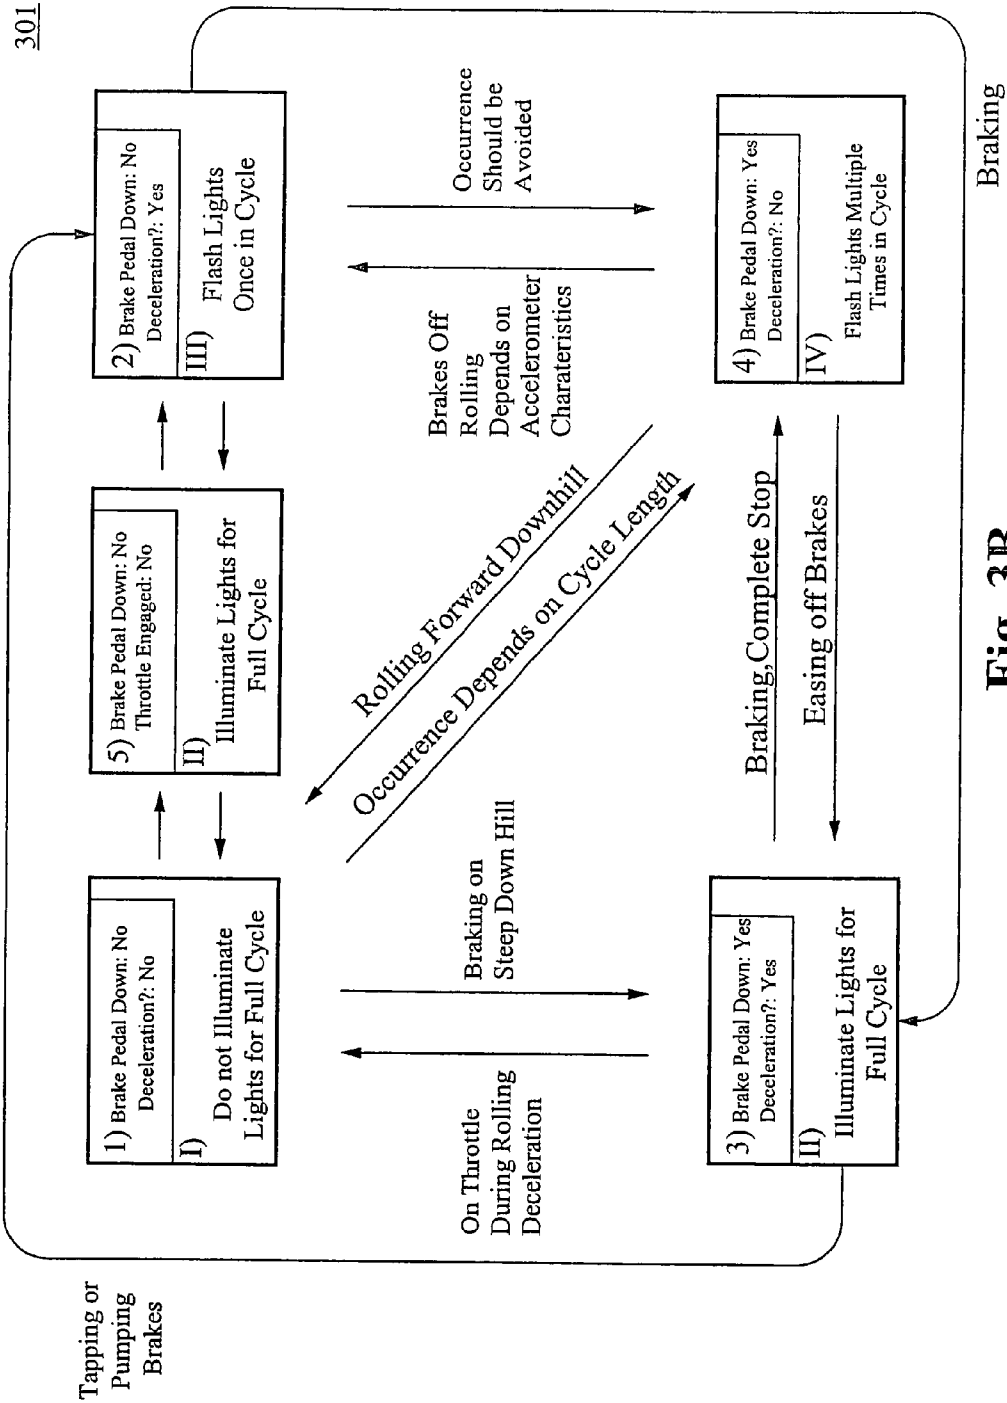 301
Tapping or
Pumping
Brakes
1) Brake Pedal Down: No
Deceleration?: No
I)
Do not Illuminate
Lights for Full Cycle
5) Brake Pedal Down: No
Throttle Engaged: No
II)
Illuminate Lights for
Full Cycle
2) Brake Pedal Down: No
Deceleration?: Yes
III)
Flash Lights
Once in Cycle
On Throttle
During Rolling
Deceleration
Braking on
Steep Down Hill
Rolling Forward Downhill
Occurrence Depends on Cycle Length
Brakes Off
Rolling
Depends on
Accelerometer
Charateristics
Occurrence
Should be
Avoided
3) Brake Pedal Down: Yes
Deceleration?: Yes
II)
Illuminate Lights for
Full Cycle
Braking,Complete Stop
Easing off Brakes
4) Brake Pedal Down: Yes
Deceleration?: No
IV)
Flash Lights Multiple
Times in Cycle
Braking
Fig.